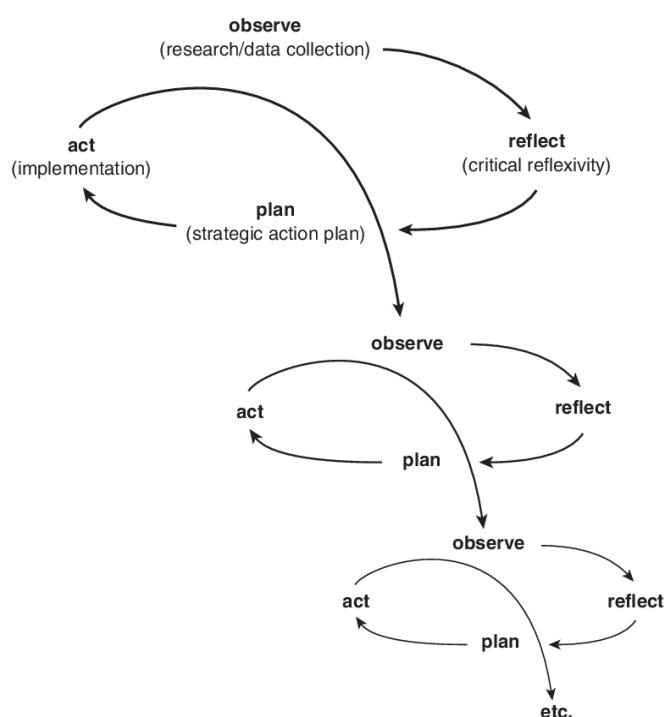 observe
(research/data collection)
act
(implementation)
reflect
(critical reflexivity)
plan
(strategic action plan)
observe
act
reflect
plan
observe
act
reflect
plan
etc.